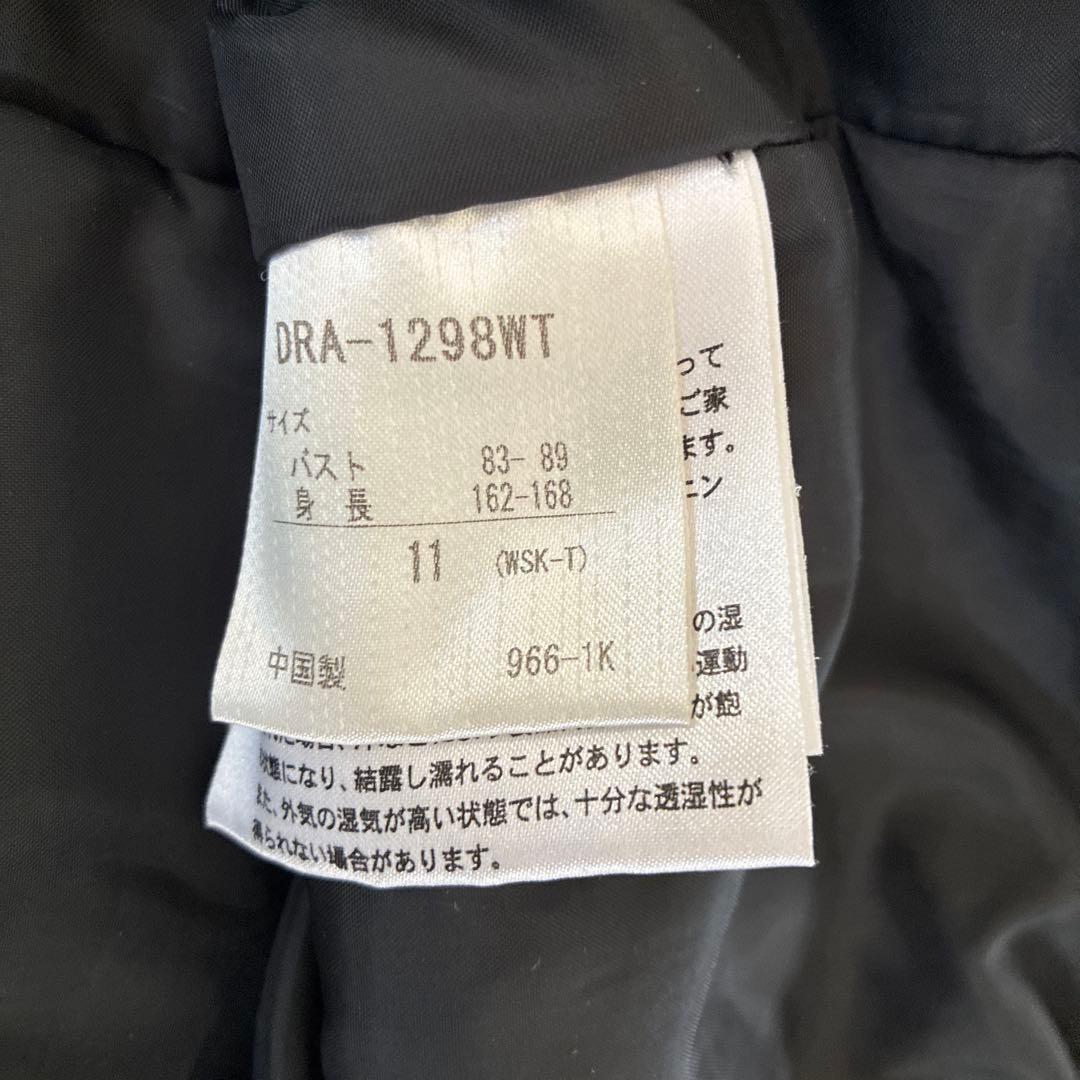 DRA-1298WT
サイズ
バスト 83- 89
身 長 162-168
11 (WSK-T)
中国製 966-1K
って
ご家
ます。
ニン
の湿
運動
が飽
状態になり、結露し濡れることがあります。
また、外気の湿気が高い状態では、十分な透湿性が
得られない場合があります。